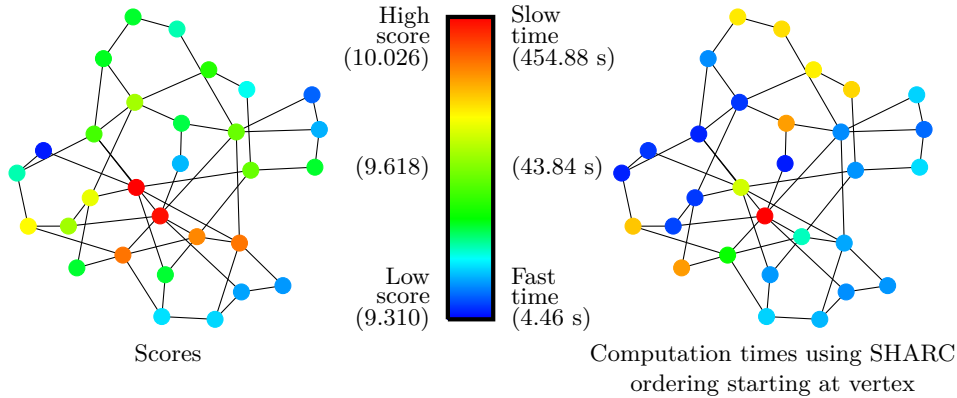 High
score
(10.026)
Slow
time
(454.88 s)
(9.618)
(43.84 s)
Low
score
(9.310)
Fast
time
(4.46 s)
Scores
Computation times using SHARC
ordering starting at vertex